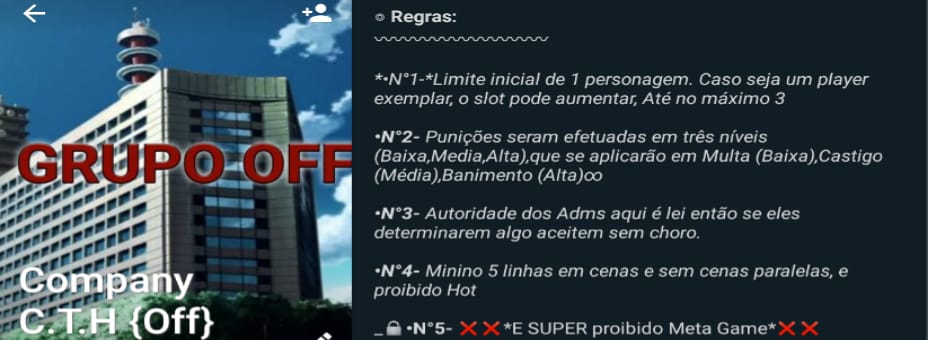 GRUPO OFF
Company
C.T.H {Off}
๏ Regras:
﹏﹏﹏﹏﹏﹏﹏﹏﹏
*•N°1-*Limite inicial de 1 personagem. Caso seja um player
exemplar, o slot pode aumentar, Até no máximo 3
•N°2- Punições seram efetuadas em três níveis
(Baixa,Media,Alta),que se aplicarão em Multa (Baixa),Castigo
(Média),Banimento (Alta)∞
•N°3- Autoridade dos Adms aqui é lei então se eles
determinarem algo aceitem sem choro.
•N°4- Minino 5 linhas em cenas e sem cenas paralelas, e
proibido Hot
_🔒•N°5- ❌❌*E SUPER proibido Meta Game*❌❌